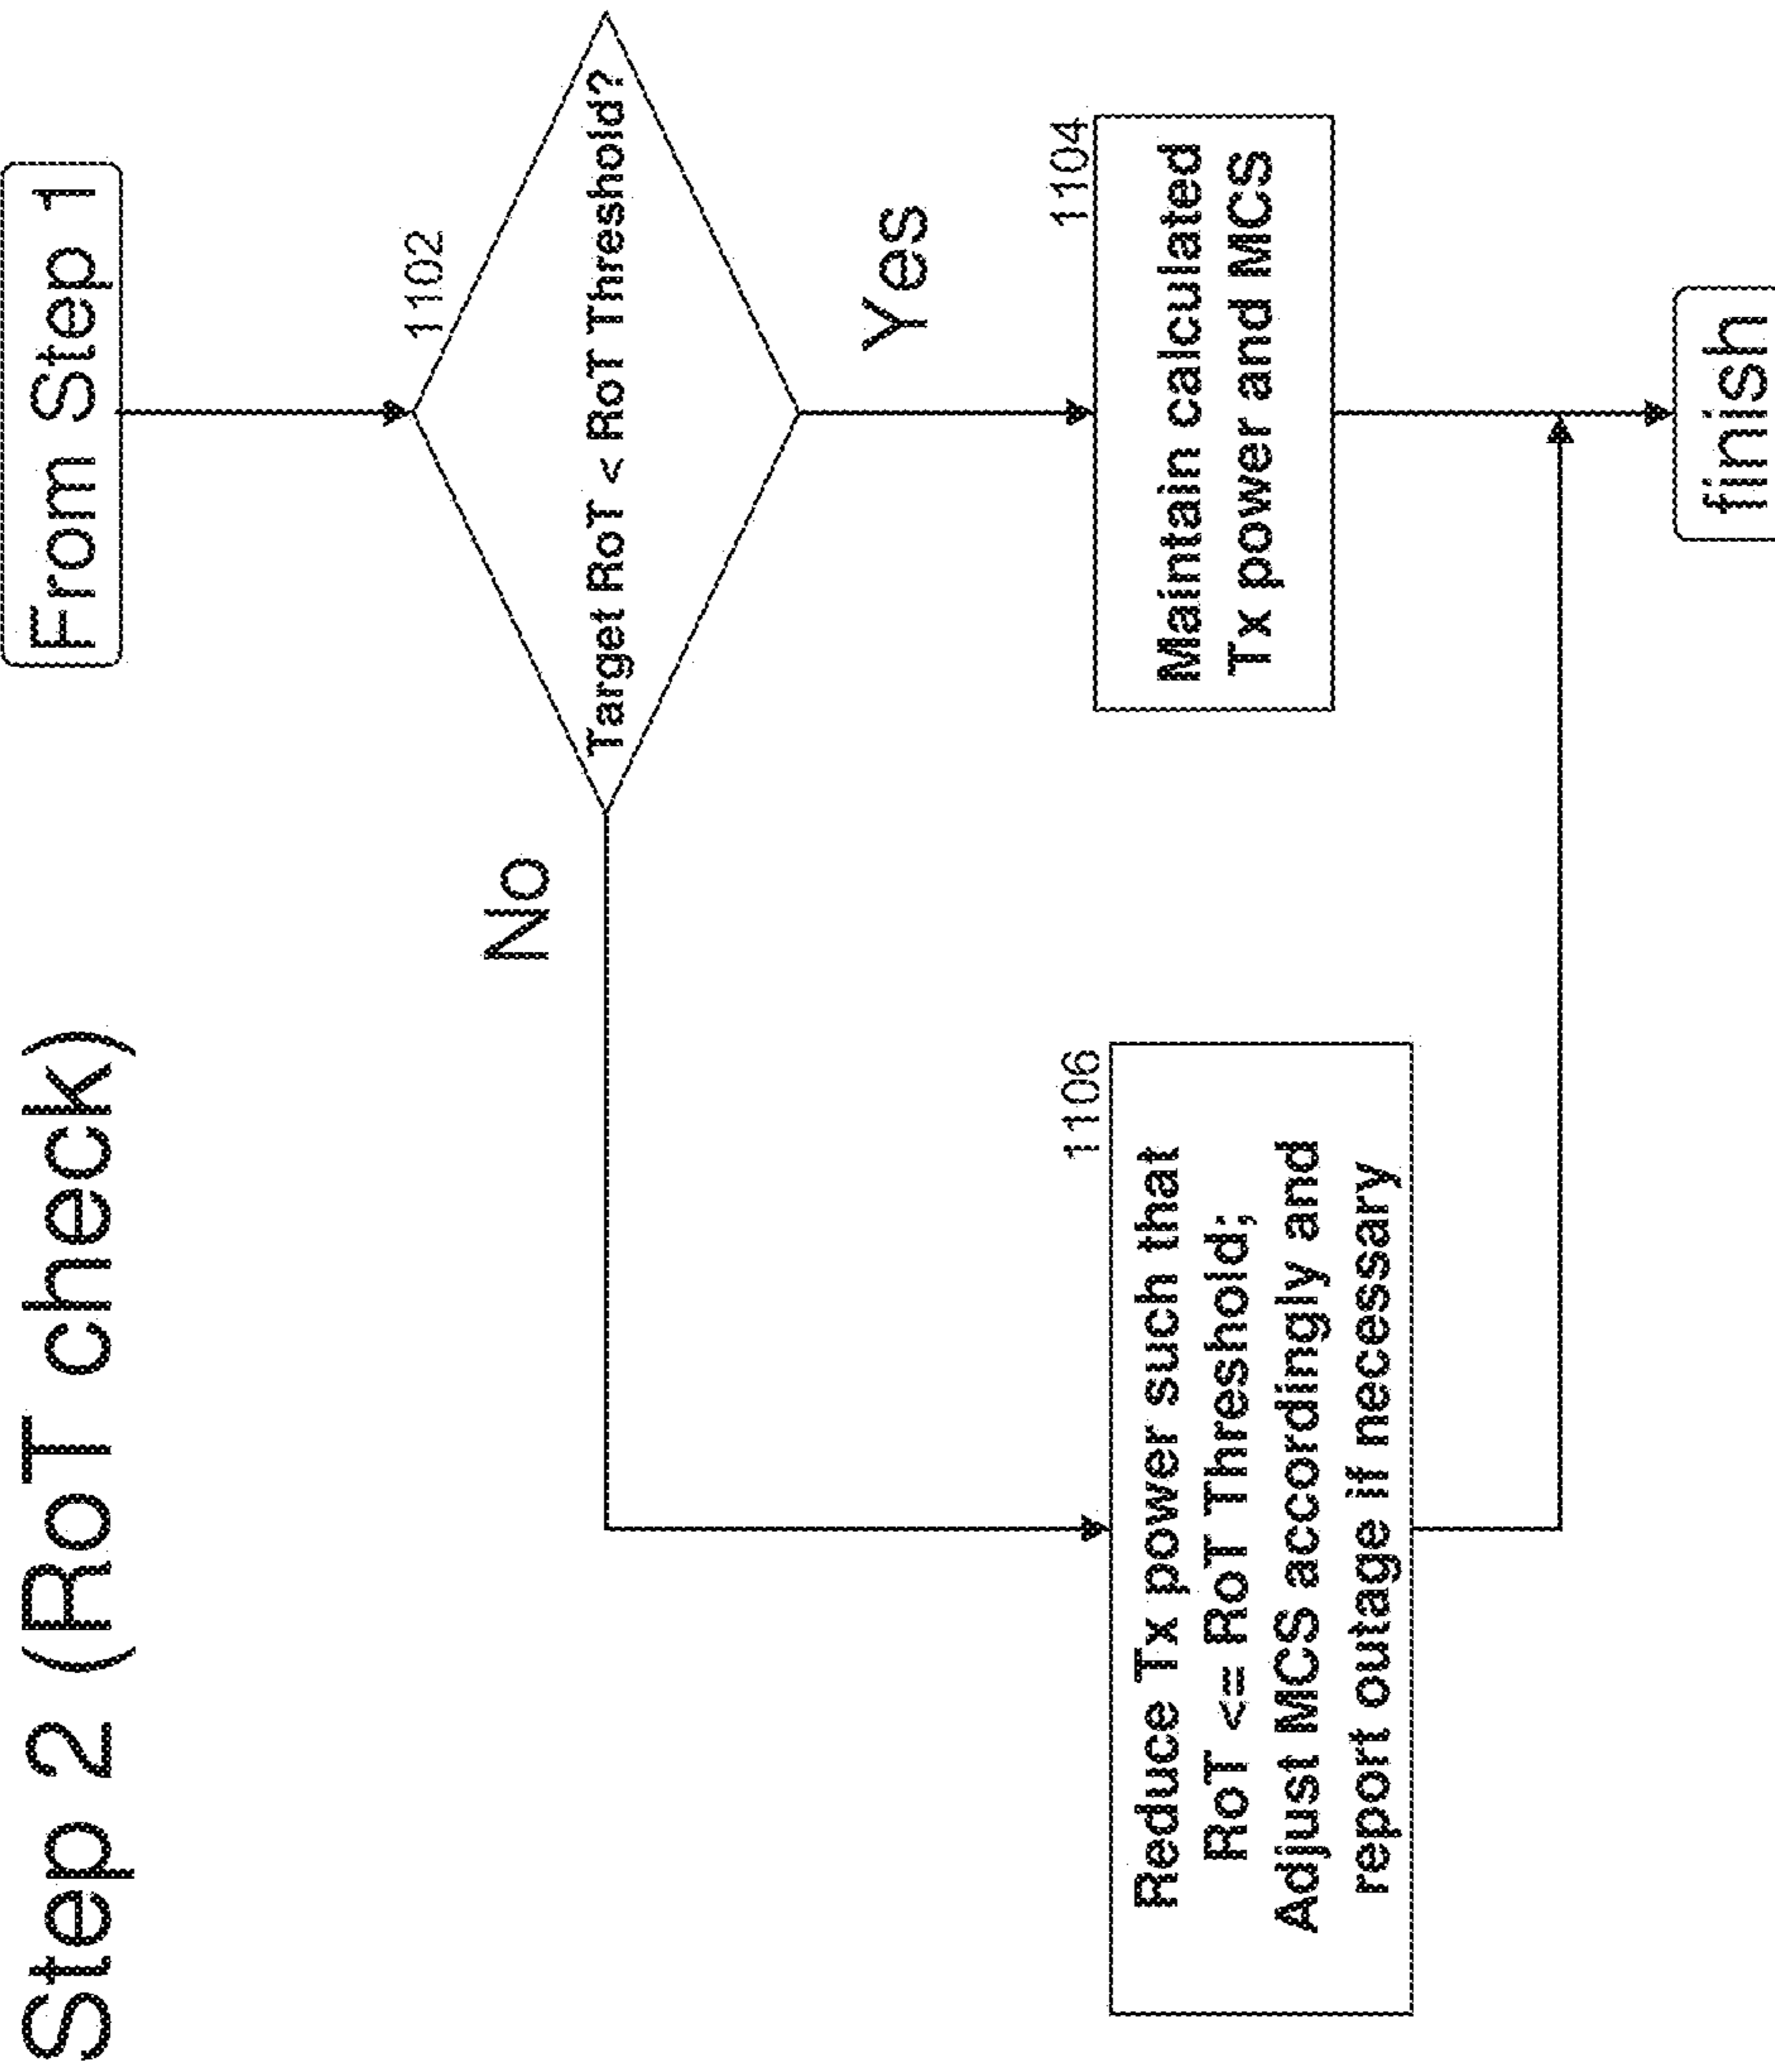 Step 2 (RoT check)
From Step 1
1102
Target RoT < RoT Threshold?
No
Yes
1104
Maintain calculated
Tx power and MCS
1106
Reduce Tx power such that
RoT <= RoT Threshold;
Adjust MCS accordingly and
report outage if necessary
finish